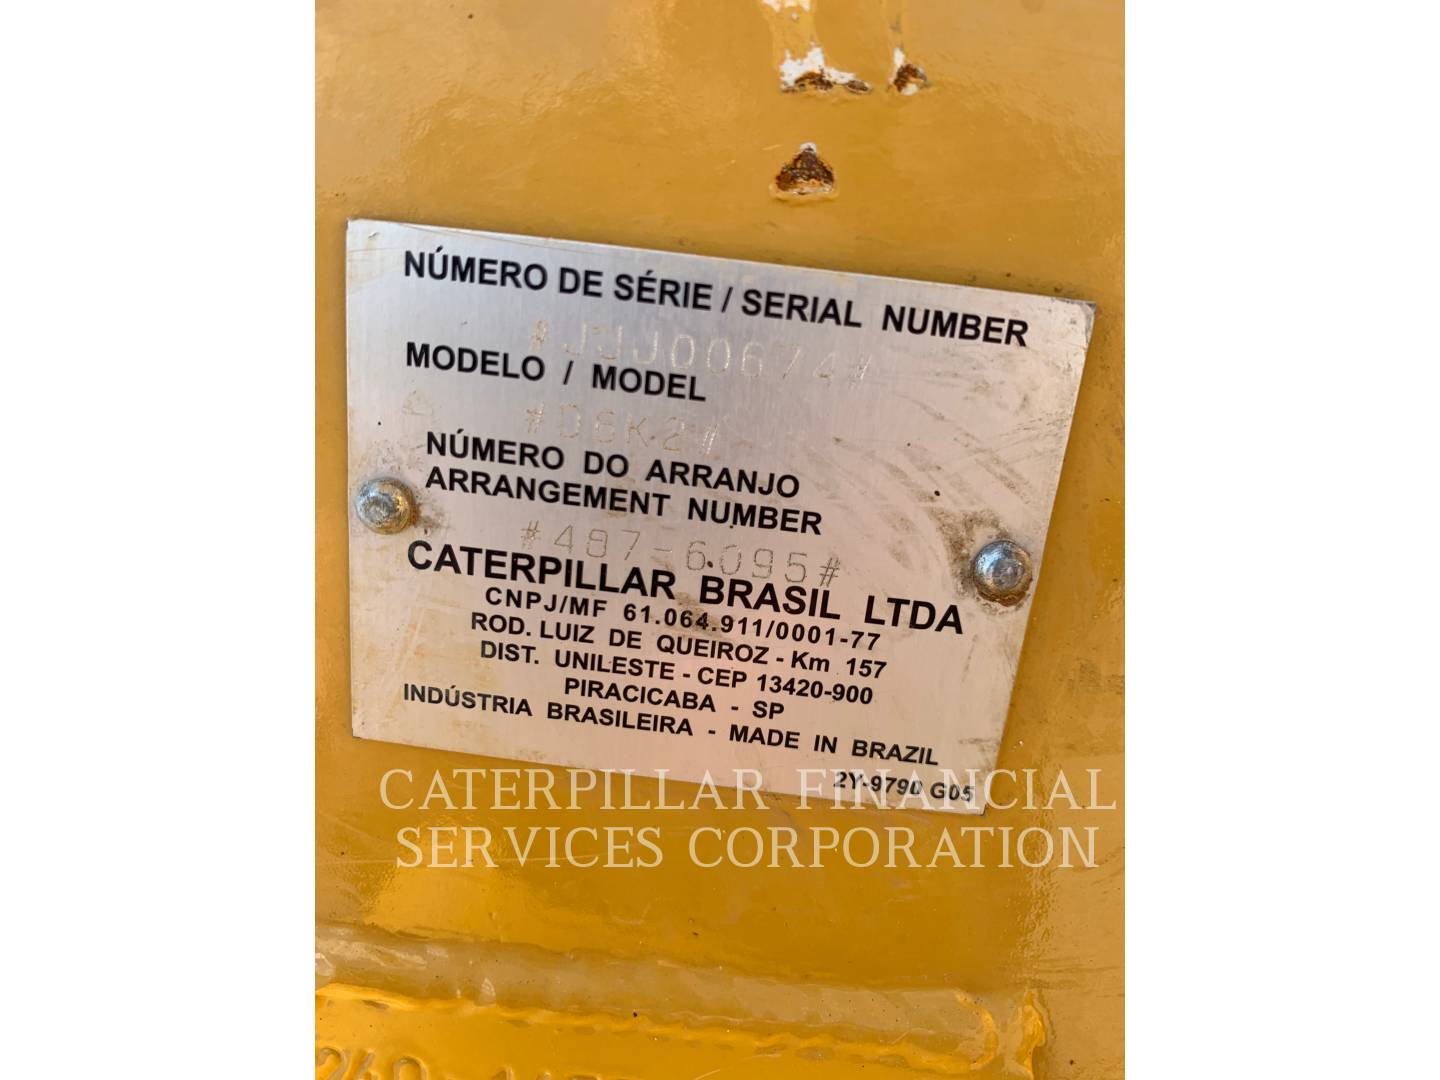 NÚMERO DE SÉRIE / SERIAL NUMBER
#JJJ00674#
MODELO / MODEL
#D6K2#
NÚMERO DO ARRANJO
ARRANGEMENT NUMBER
#487-6095#
CATERPILLAR BRASIL LTDA
CNPJ/MF 61.064.911/0001-77
ROD. LUIZ DE QUEIROZ - Km 157
DIST. UNILESTE - CEP 13420-900
PIRACICABA - SP
INDÚSTRIA BRASILEIRA - MADE IN BRAZIL
2Y-9790 G05
CATERPILLAR FINANCIAL
SERVICES CORPORATION